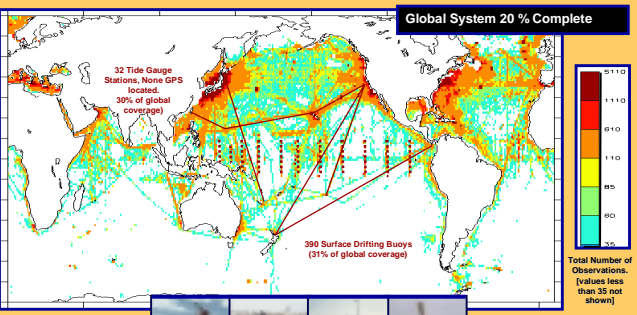 Global System 20 % Complete
32 Tide Gauge
Stations, None GPS
located.
30% of global
coverage)
390 Surface Drifting Buoys
(31% of global coverage)
5110
1110
610
110
85
60
35
Total Number of
Observations.
[values less
than 35 not
shown]